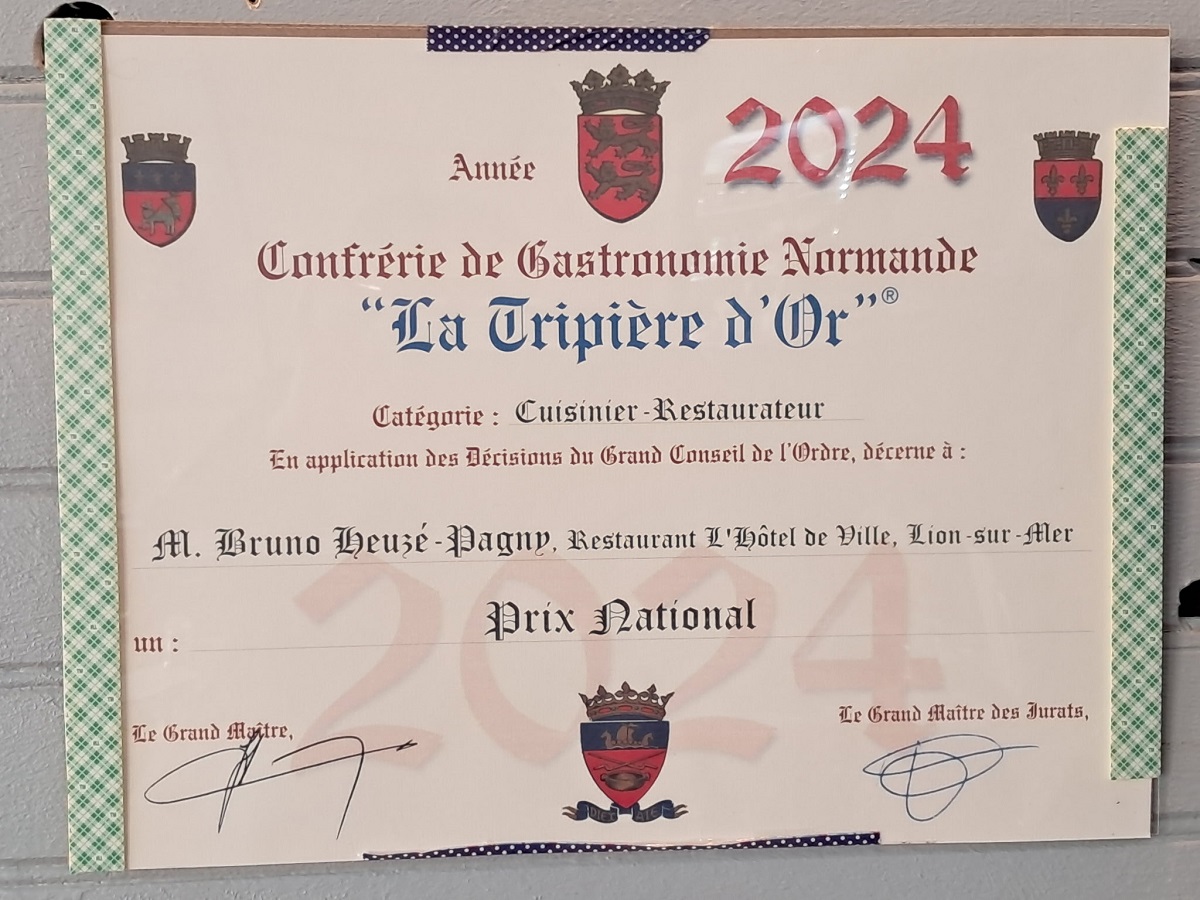 Année 2024
Confrérie de Gastronomie Normande
"La Tripière d'Or"®
Catégorie : Cuisinier-Restaurateur
En application des Décisions du Grand Conseil de l'Ordre, décerne à :
M. Bruno Heuzé-Pagny, Restaurant L'Hôtel de Ville, Lion-sur-Mer
2024
Prix National
un :
Le Grand Maître,
Le Grand Maître des Jurats,